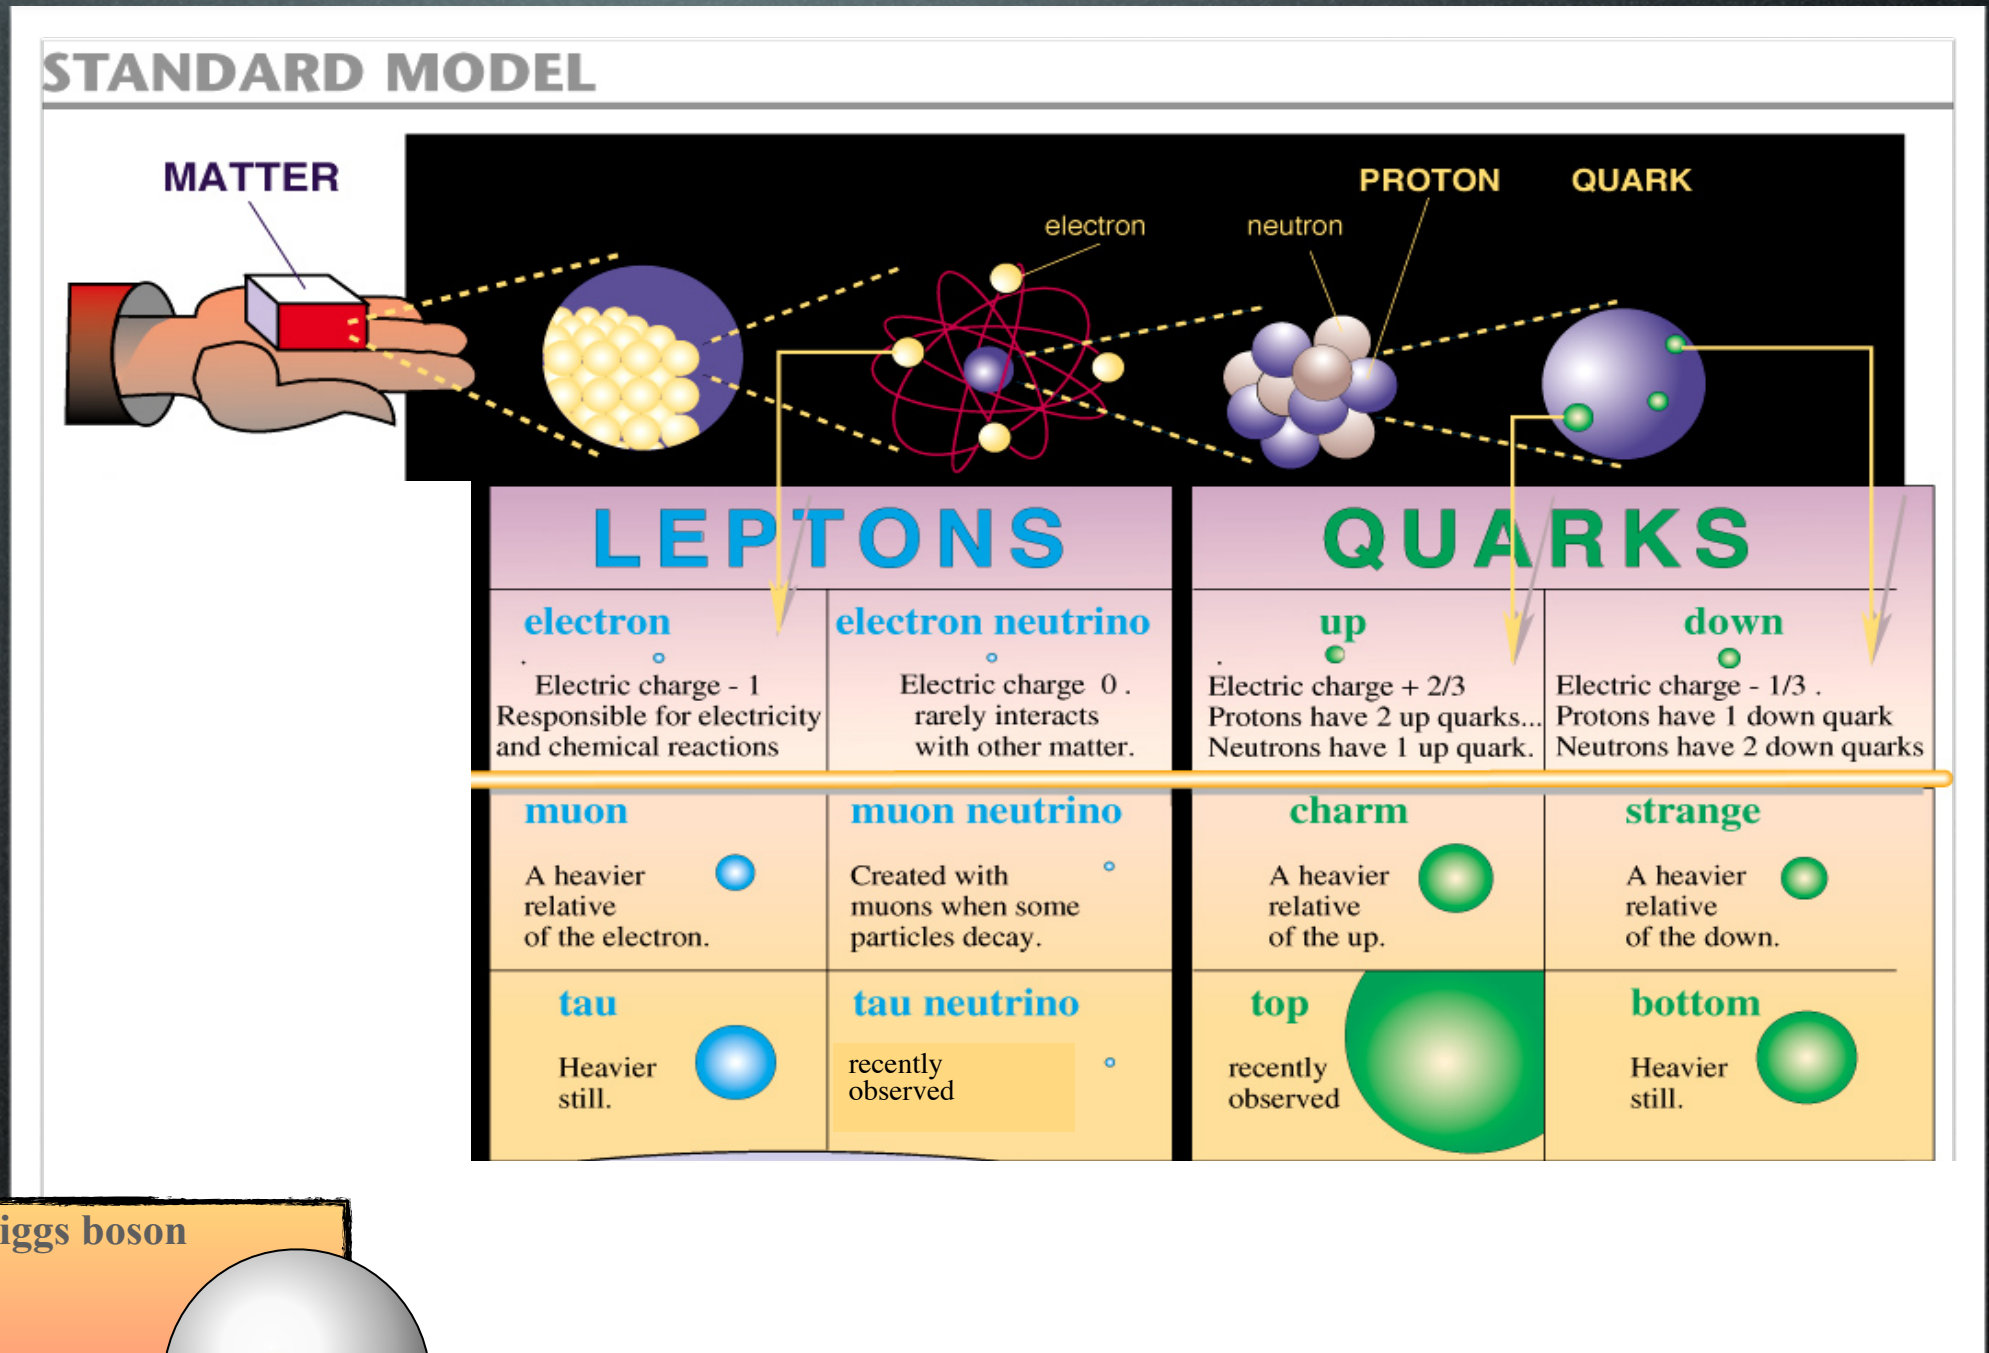 STANDARD MODEL
MATTER
PROTON
QUARK
electron
neutron
LEPTONS
QUARKS
electron
Electric charge - 1
Responsible for electricity
and chemical reactions
electron neutrino
Electric charge 0 .
rarely interacts
with other matter.
up
Electric charge + 2/3
Protons have 2 up quarks...
Neutrons have 1 up quark.
down
Electric charge - 1/3 .
Protons have 1 down quark
Neutrons have 2 down quarks
muon
A heavier
relative
of the electron.
muon neutrino
Created with
muons when some
particles decay.
charm
A heavier
relative
of the up.
strange
A heavier
relative
of the down.
tau
Heavier
still.
tau neutrino
recently
observed
top
recently
observed
bottom
Heavier
still.
iggs boson